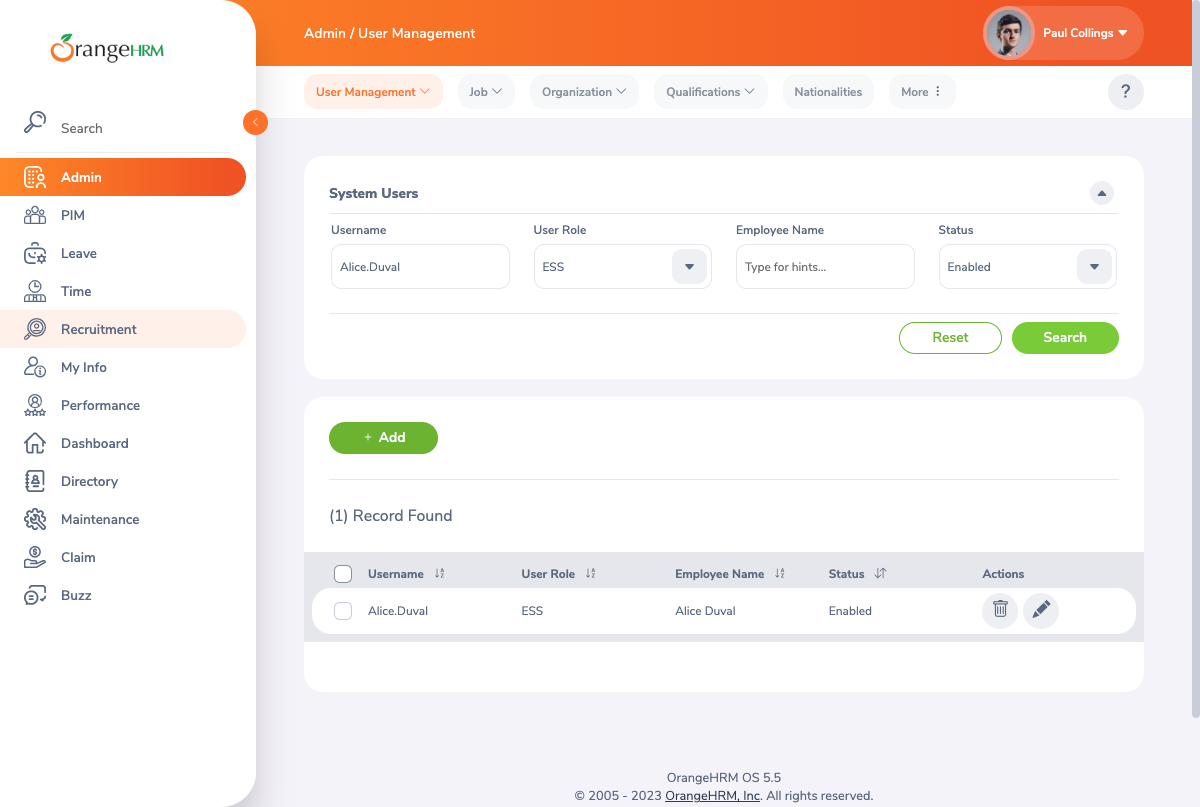 OrangeHRM
Search
Admin
PIM
Leave
Time
Recruitment
My Info
Performance
Dashboard
Directory
Maintenance
Claim
Buzz
Admin / User Management
Paul Collings
User Management
Job
Organization
Qualifications
Nationalities
More
?
System Users
Username
User Role
Employee Name
Status
Alice.Duval
ESS
Type for hints...
Enabled
Reset
Search
+ Add
(1) Record Found
Username
User Role
Employee Name
Status
Actions
Alice.Duval
ESS
Alice Duval
Enabled
OrangeHRM OS 5.5
© 2005 - 2023 OrangeHRM, Inc. All rights reserved.